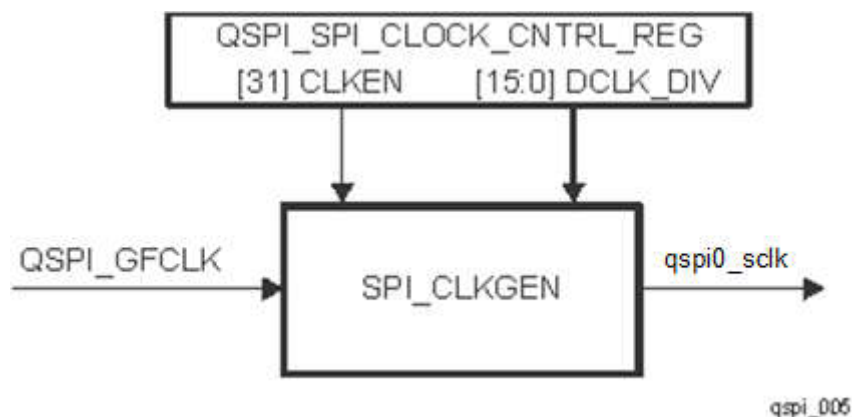 QSPI_SPI_CLOCK_CNTRL_REG
[31] CLKEN [15:0] DCLK_DIV
QSPI_GFCLK
SPI_CLKGEN
qspi0_sclk
qspi_005